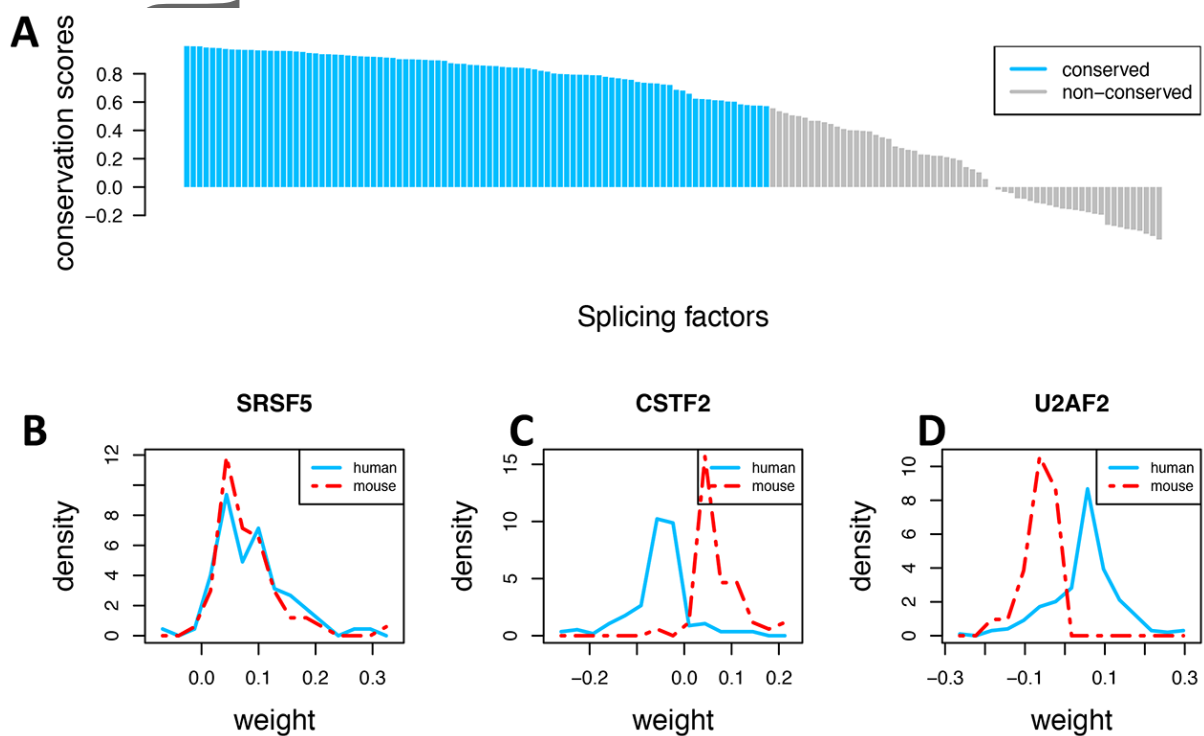 A
conservation scores
0.8
0.6
0.4
0.2
0.0
−0.2
conserved
non−conserved
Splicing factors
B
SRSF5
density
12
10
8
6
4
2
0
human
mouse
0.0 0.1 0.2 0.3
weight
C
CSTF2
density
15
10
5
0
human
mouse
−0.2 0.0 0.1 0.2
weight
D
U2AF2
density
10
8
6
4
2
0
human
mouse
−0.3 −0.1 0.1 0.3
weight